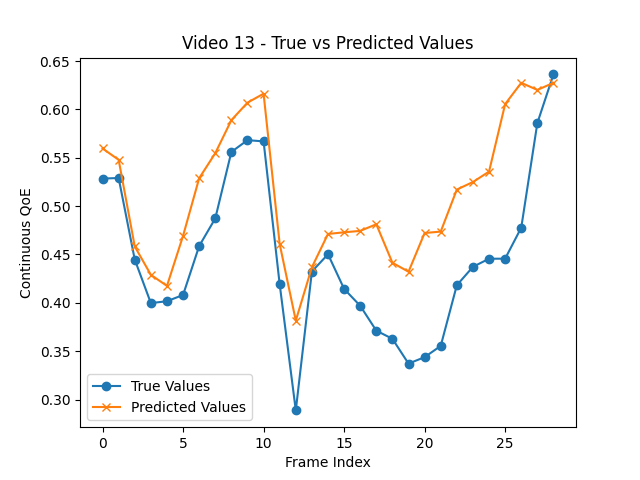 Video 13 - True vs Predicted Values
Continuous QoE
0.65
0.60
0.55
0.50
0.45
0.40
0.35
0.30
True Values
Predicted Values
0 5 10 15 20 25
Frame Index